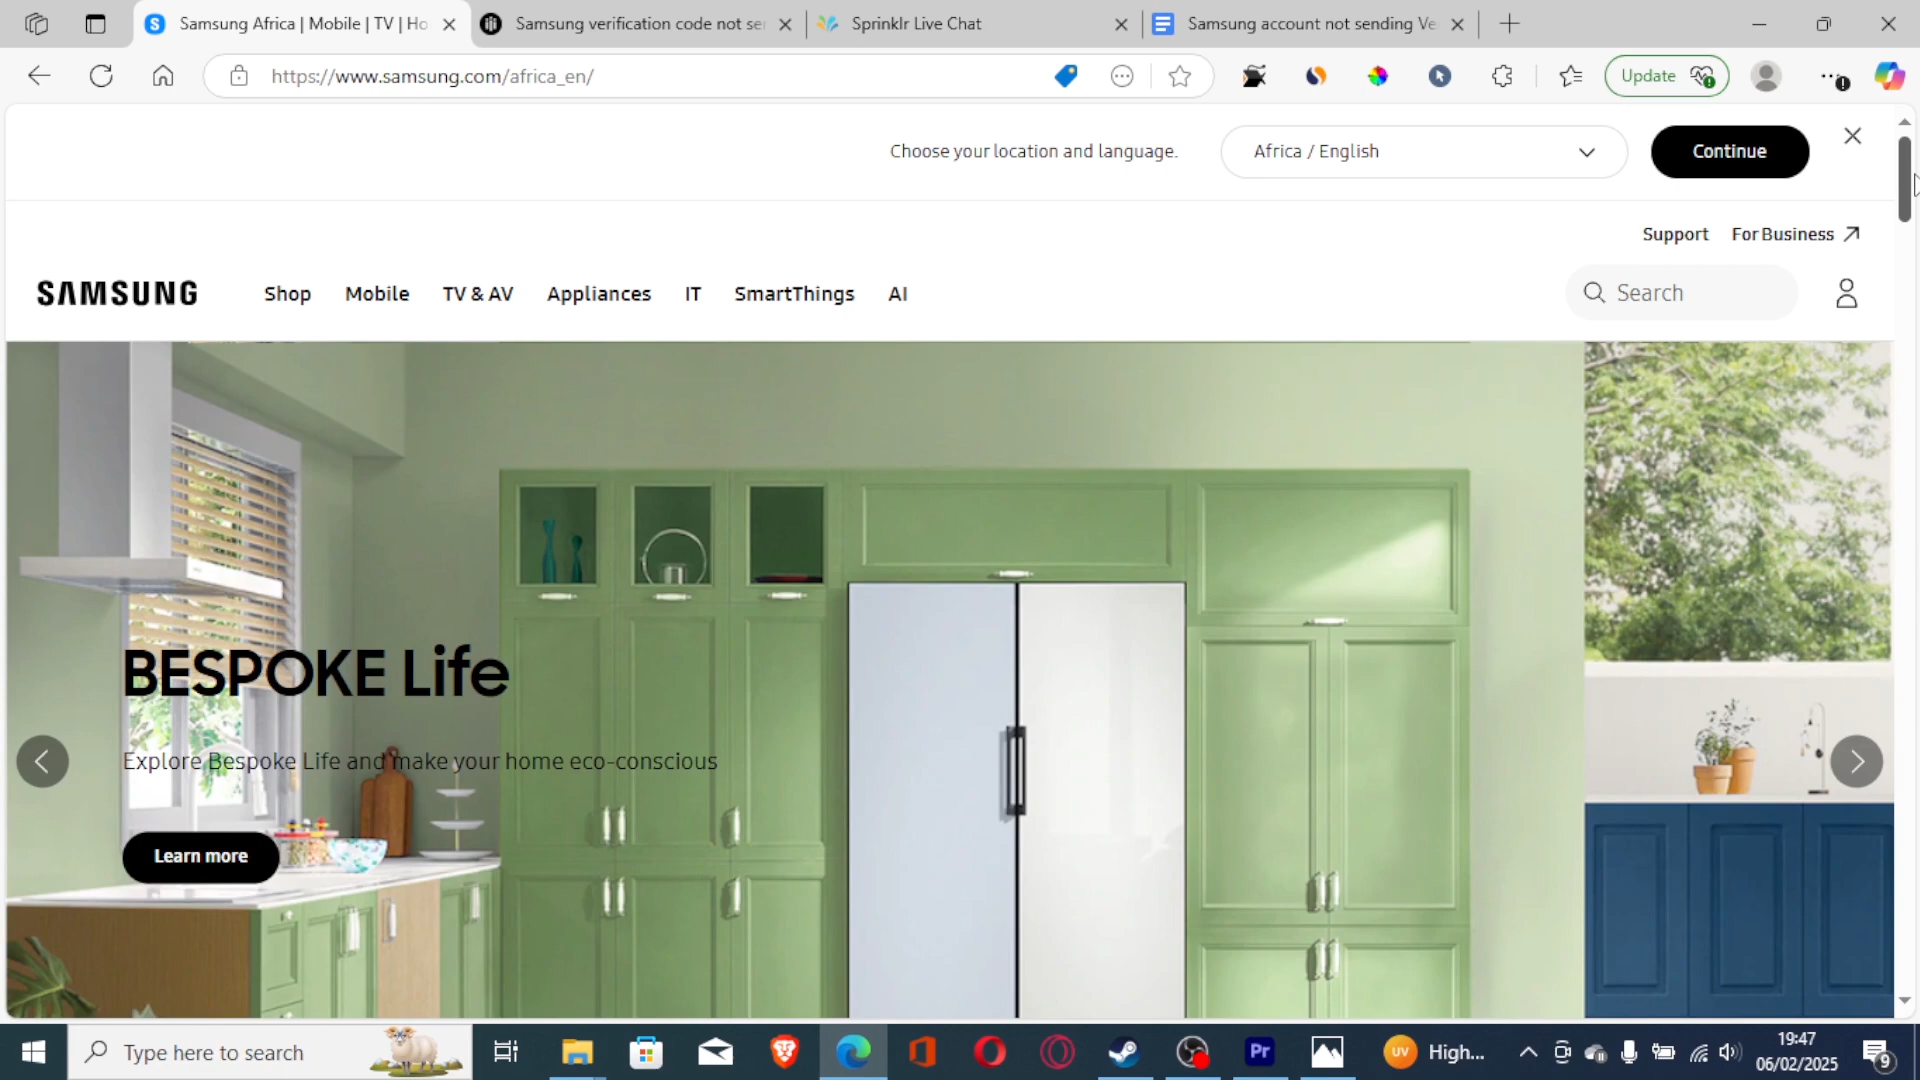 Samsung Africa | Mobile | TV | Ho
Samsung verification code not se
Sprinklr Live Chat
Samsung account not sending Ve
https://www.samsung.com/africa_en/
Update
Choose your location and language.
Africa / English
Continue
Support
For Business
SAMSUNG
Shop
Mobile
TV & AV
Appliances
IT
SmartThings
AI
Search
BESPOKE Life
Explore Bespoke Life and make your home eco-conscious
Learn more
Type here to search
Pr
UV
High...
19:47
06/02/2025
9